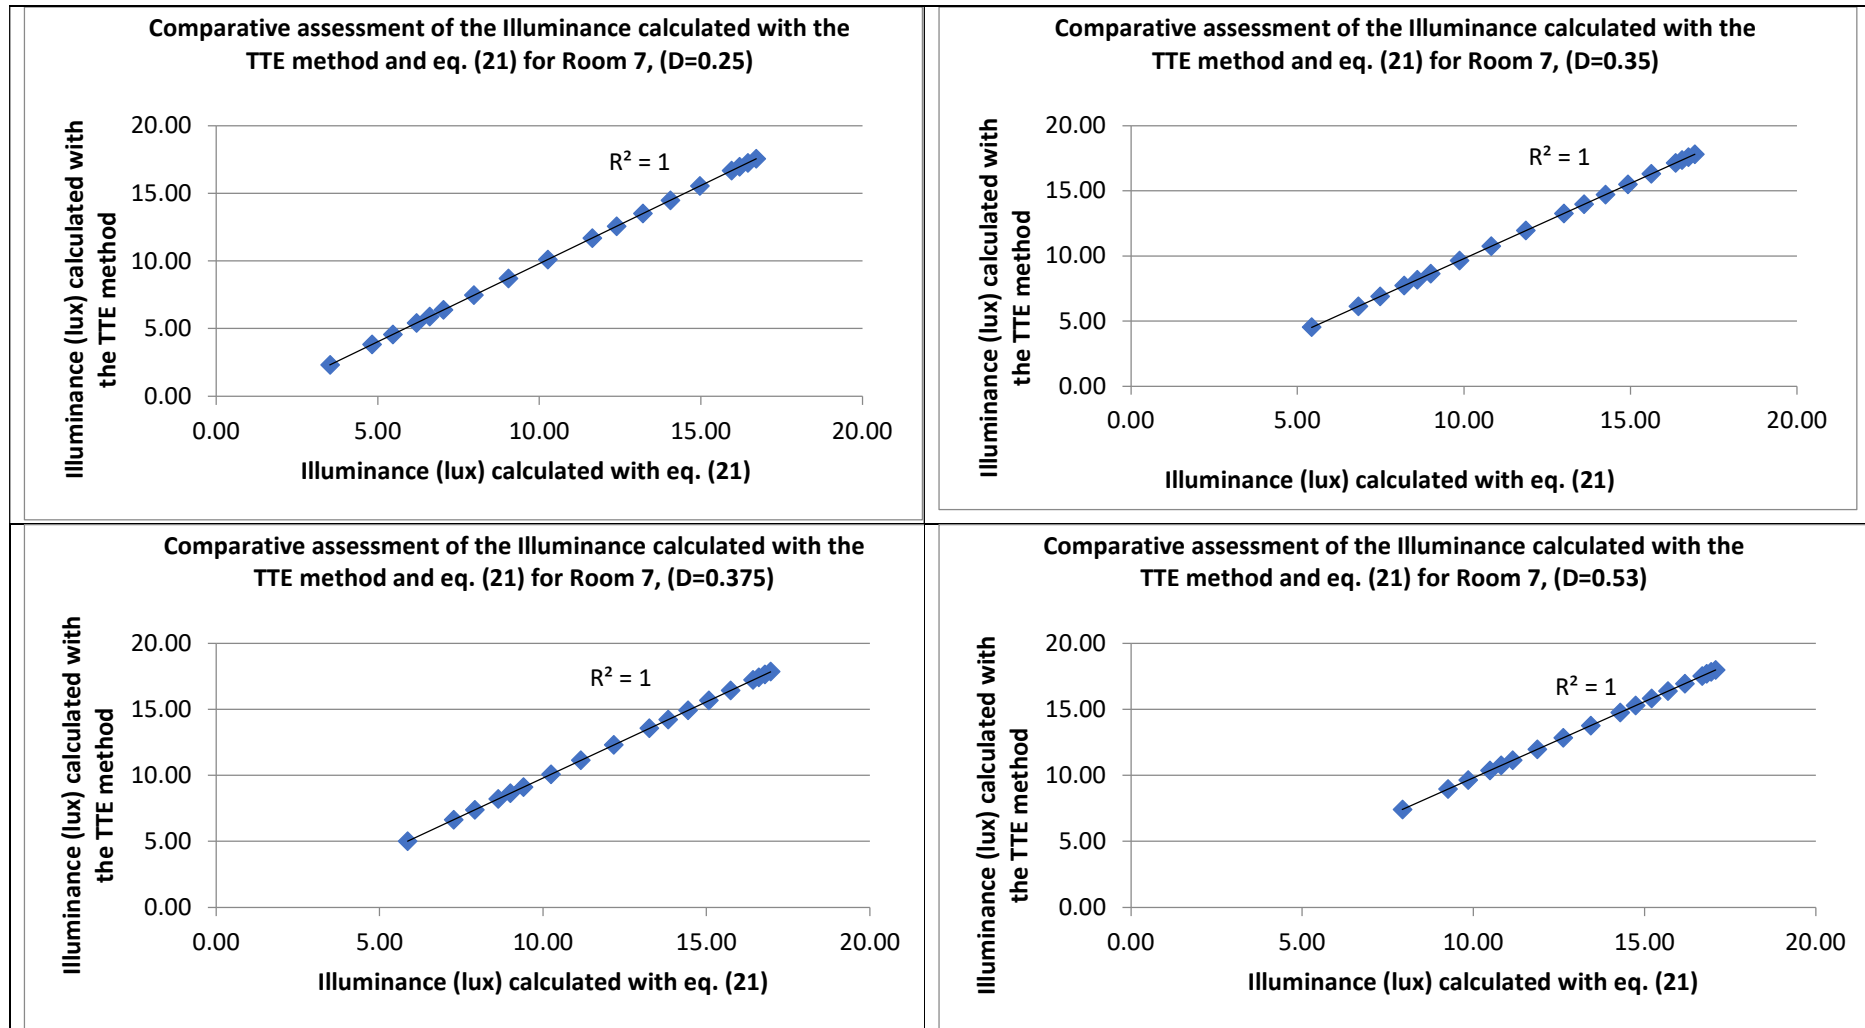 Comparative assessment of the Illuminance calculated with the
TTE method and eq. (21) for Room 7, (D=0.25)
Illuminance (lux) calculated with
the TTE method
20.00
15.00
10.00
5.00
0.00
R² = 1
0.00 5.00 10.00 15.00 20.00
Illuminance (lux) calculated with eq. (21)
Comparative assessment of the Illuminance calculated with the
TTE method and eq. (21) for Room 7, (D=0.35)
Illuminance (lux) calculated with
the TTE method
20.00
15.00
10.00
5.00
0.00
R² = 1
0.00 5.00 10.00 15.00 20.00
Illuminance (lux) calculated with eq. (21)
Comparative assessment of the Illuminance calculated with the
TTE method and eq. (21) for Room 7, (D=0.375)
Illuminance (lux) calculated with
the TTE method
20.00
15.00
10.00
5.00
0.00
R² = 1
0.00 5.00 10.00 15.00 20.00
Illuminance (lux) calculated with eq. (21)
Comparative assessment of the Illuminance calculated with the
TTE method and eq. (21) for Room 7, (D=0.53)
Illuminance (lux) calculated with
the TTE method
20.00
15.00
10.00
5.00
0.00
R² = 1
0.00 5.00 10.00 15.00 20.00
Illuminance (lux) calculated with eq. (21)